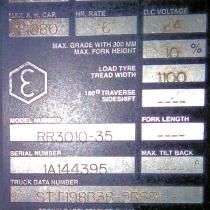 MAX. A. H. CAP. HR. RATE D.C VOLTAGE
1080 6 24
MAX. GRADE WITH 300 MM
MAX. FORK HEIGHT 10 %
LOAD TYRE
TREAD WIDTH 1100
180° TRAVERSE
SIDESHIFT -----
E
MODEL NUMBER FORK LENGTH
RR3010-35 ----
SERIAL NUMBER MAX. TILT BACK
1A144395 ---- °
TRUCK DATA NUMBER